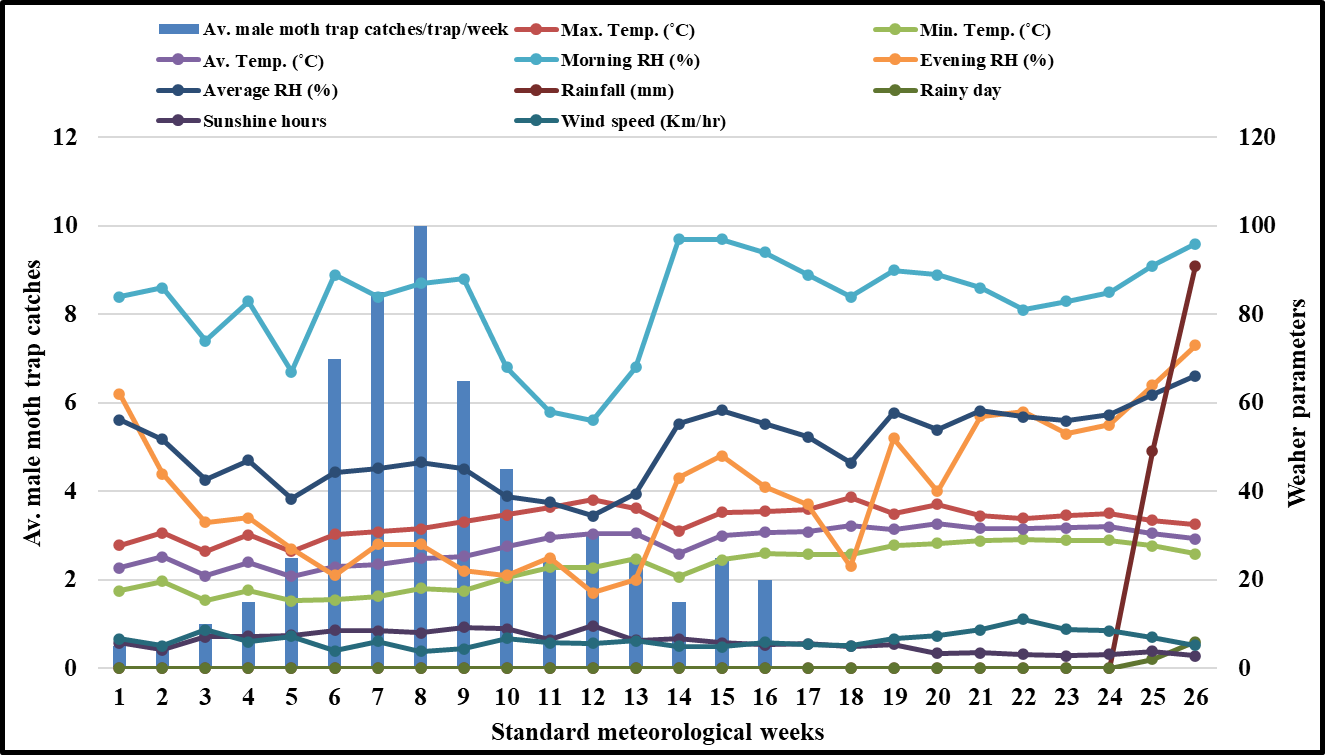 Av. male moth trap catches/trap/week Max. Temp. (˚C) Min. Temp. (˚C)
Av. Temp. (˚C) Morning RH (%) Evening RH (%)
Average RH (%) Rainfall (mm) Rainy day
Sunshine hours Wind speed (Km/hr)
12 120
10 100
8 80
6 60
4 40
2 20
0 0
Av. male moth trap catches
Weaher parameters
1 2 3 4 5 6 7 8 9 10 11 12 13 14 15 16 17 18 19 20 21 22 23 24 25 26
Standard meteorological weeks